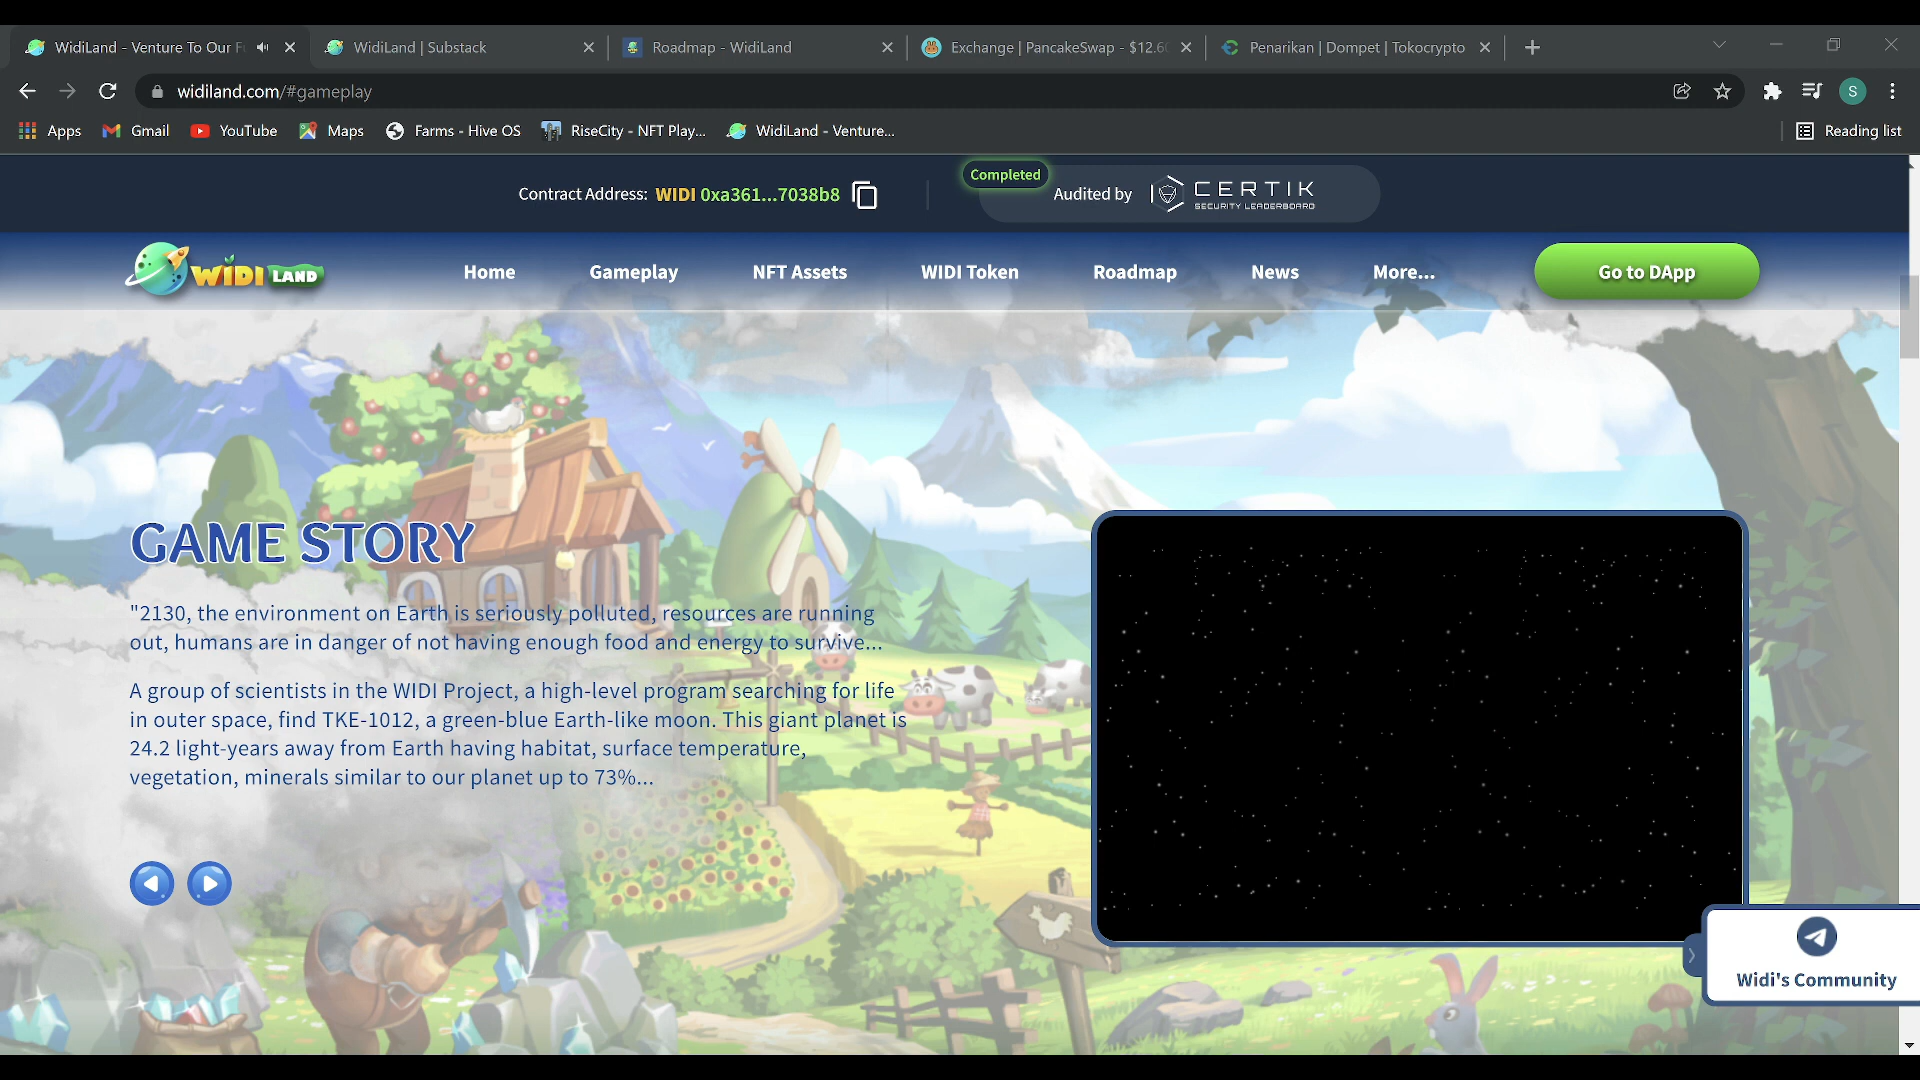 WidiLand - Venture To Our F
WidiLand | Substack
Roadmap - WidiLand
Exchange | PancakeSwap - $12.60
Penarikan | Dompet | Tokocrypto
widiland.com/#gameplay
S
Apps
Gmail
YouTube
Maps
Farms - Hive OS
RiseCity - NFT Play...
WidiLand - Venture...
Reading list
Contract Address: WIDI 0xa361...7038b8
Completed
Audited by
CERTIK
SECURITY LEADERBOARD
WIDI LAND
Home
Gameplay
NFT Assets
WIDI Token
Roadmap
News
More...
Go to DApp
GAME STORY
"2130, the environment on Earth is seriously polluted, resources are running
out, humans are in danger of not having enough food and energy to survive...
A group of scientists in the WIDI Project, a high-level program searching for life
in outer space, find TKE-1012, a green-blue Earth-like moon. This giant planet is
24.2 light-years away from Earth having habitat, surface temperature,
vegetation, minerals similar to our planet up to 73%...
Widi's Community